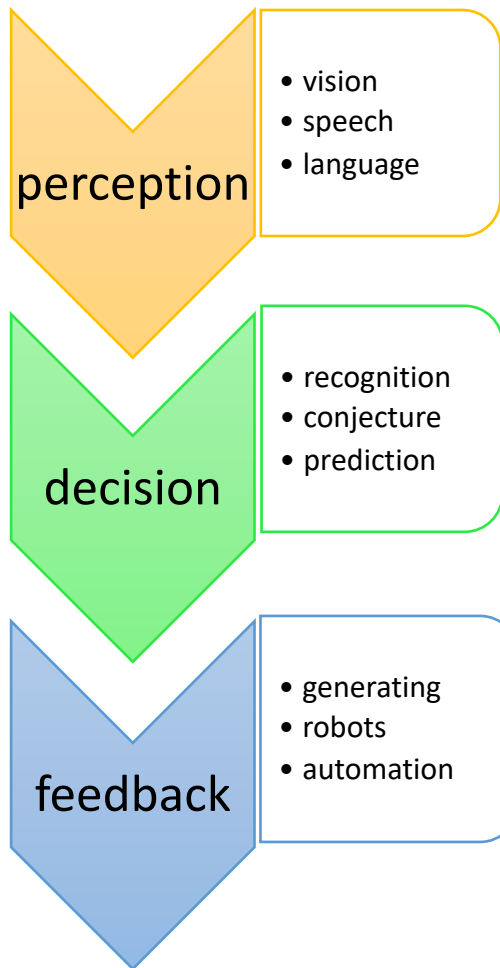 perception
• vision
• speech
• language
decision
• recognition
• conjecture
• prediction
feedback
• generating
• robots
• automation